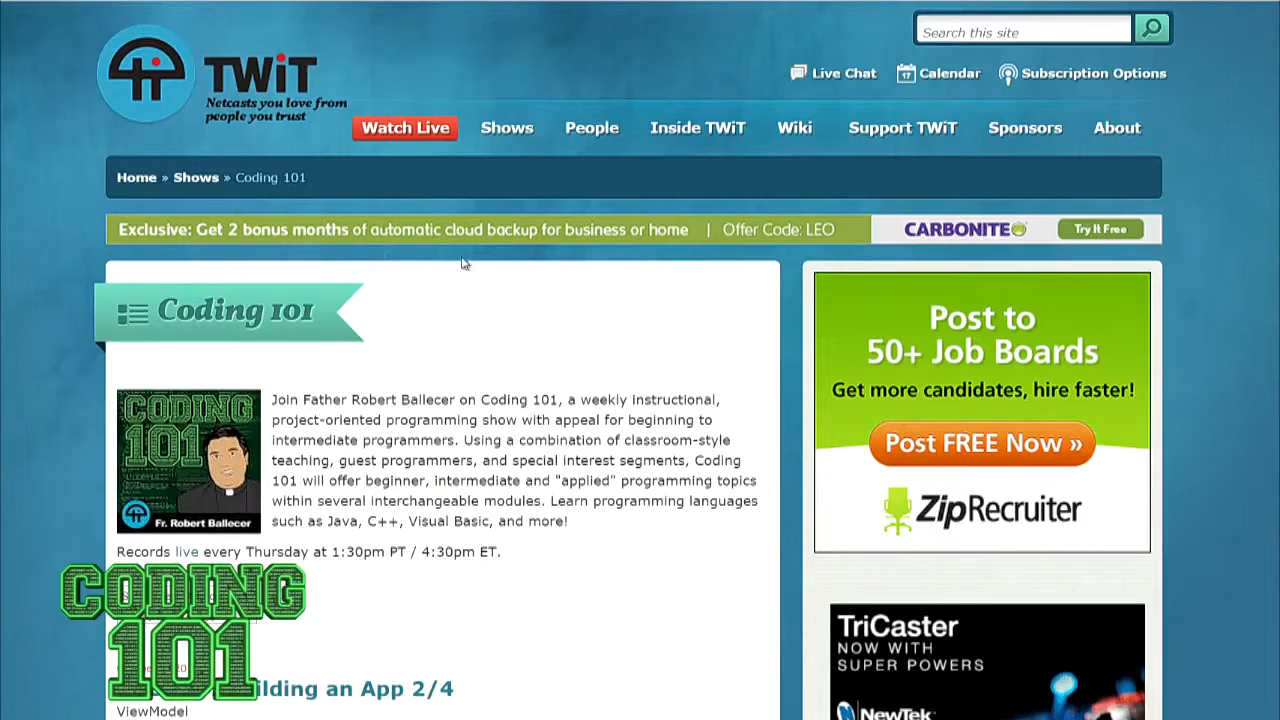 Search this site
TWiT
Netcasts you love from
people you trust
Live Chat
17
Calendar
Subscription Options
Watch Live
Shows
People
Inside TWiT
Wiki
Support TWiT
Sponsors
About
Home » Shows » Coding 101
Exclusive: Get 2 bonus months of automatic cloud backup for business or home | Offer Code: LEO
CARBONITE
Try It Free
Coding 101
CODING
101
Fr. Robert Ballecer
Join Father Robert Ballecer on Coding 101, a weekly instructional,
project-oriented programming show with appeal for beginning to
intermediate programmers. Using a combination of classroom-style
teaching, guest programmers, and special interest segments, Coding
101 will offer beginner, intermediate and "applied" programming topics
within several interchangeable modules. Learn programming languages
such as Java, C++, Visual Basic, and more!
Records live every Thursday at 1:30pm PT / 4:30pm ET.
CODING
101
ilding an App 2/4
ViewModel
Post to
50+ Job Boards
Get more candidates, hire faster!
Post FREE Now »
ZipRecruiter
TriCaster
NOW WITH
SUPER POWERS
NewTek